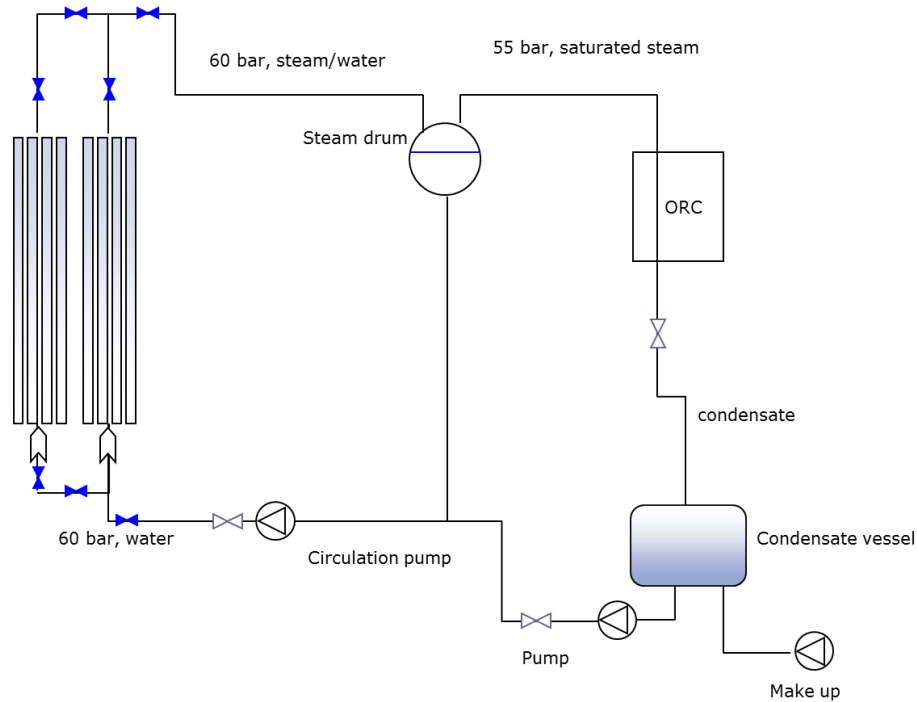 55 bar, saturated steam
60 bar, steam/water
Steam drum
ORC
condensate
60 bar, water
Condensate vessel
Circulation pump
Pump
Make up